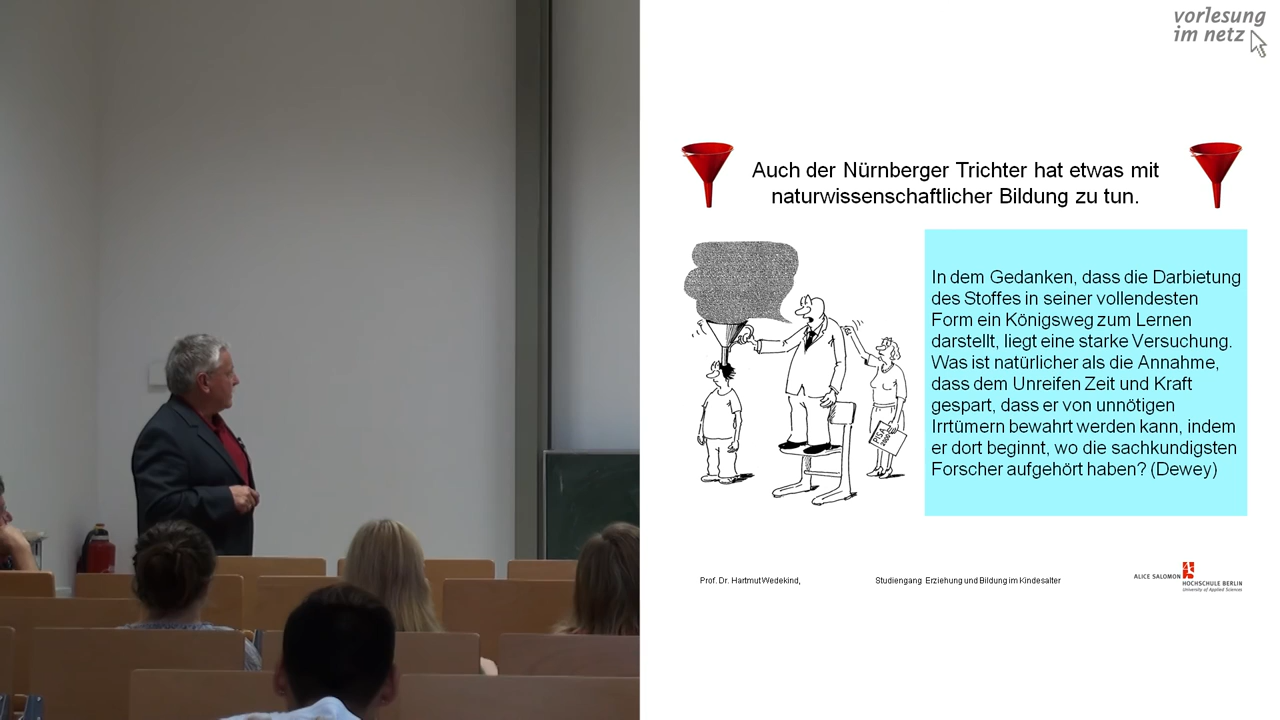 vorlesung
im netz
Auch der Nürnberger Trichter hat etwas mit
naturwissenschaftlicher Bildung zu tun.
In dem Gedanken, dass die Darbietung
des Stoffes in seiner vollendesten
Form ein Königsweg zum Lernen
darstellt, liegt eine starke Versuchung.
Was ist natürlicher als die Annahme,
dass dem Unreifen Zeit und Kraft
gespart, dass er von unnötigen
Irrtümern bewahrt werden kann, indem
er dort beginnt, wo die sachkundigsten
Forscher aufgehört haben? (Dewey)
PISA
Prof. Dr. Hartmut Wedekind,
Studiengang Erziehung und Bildung im Kindesalter
ALICE SALOMON
HOCHSCHULE BERLIN
University of Applied Sciences